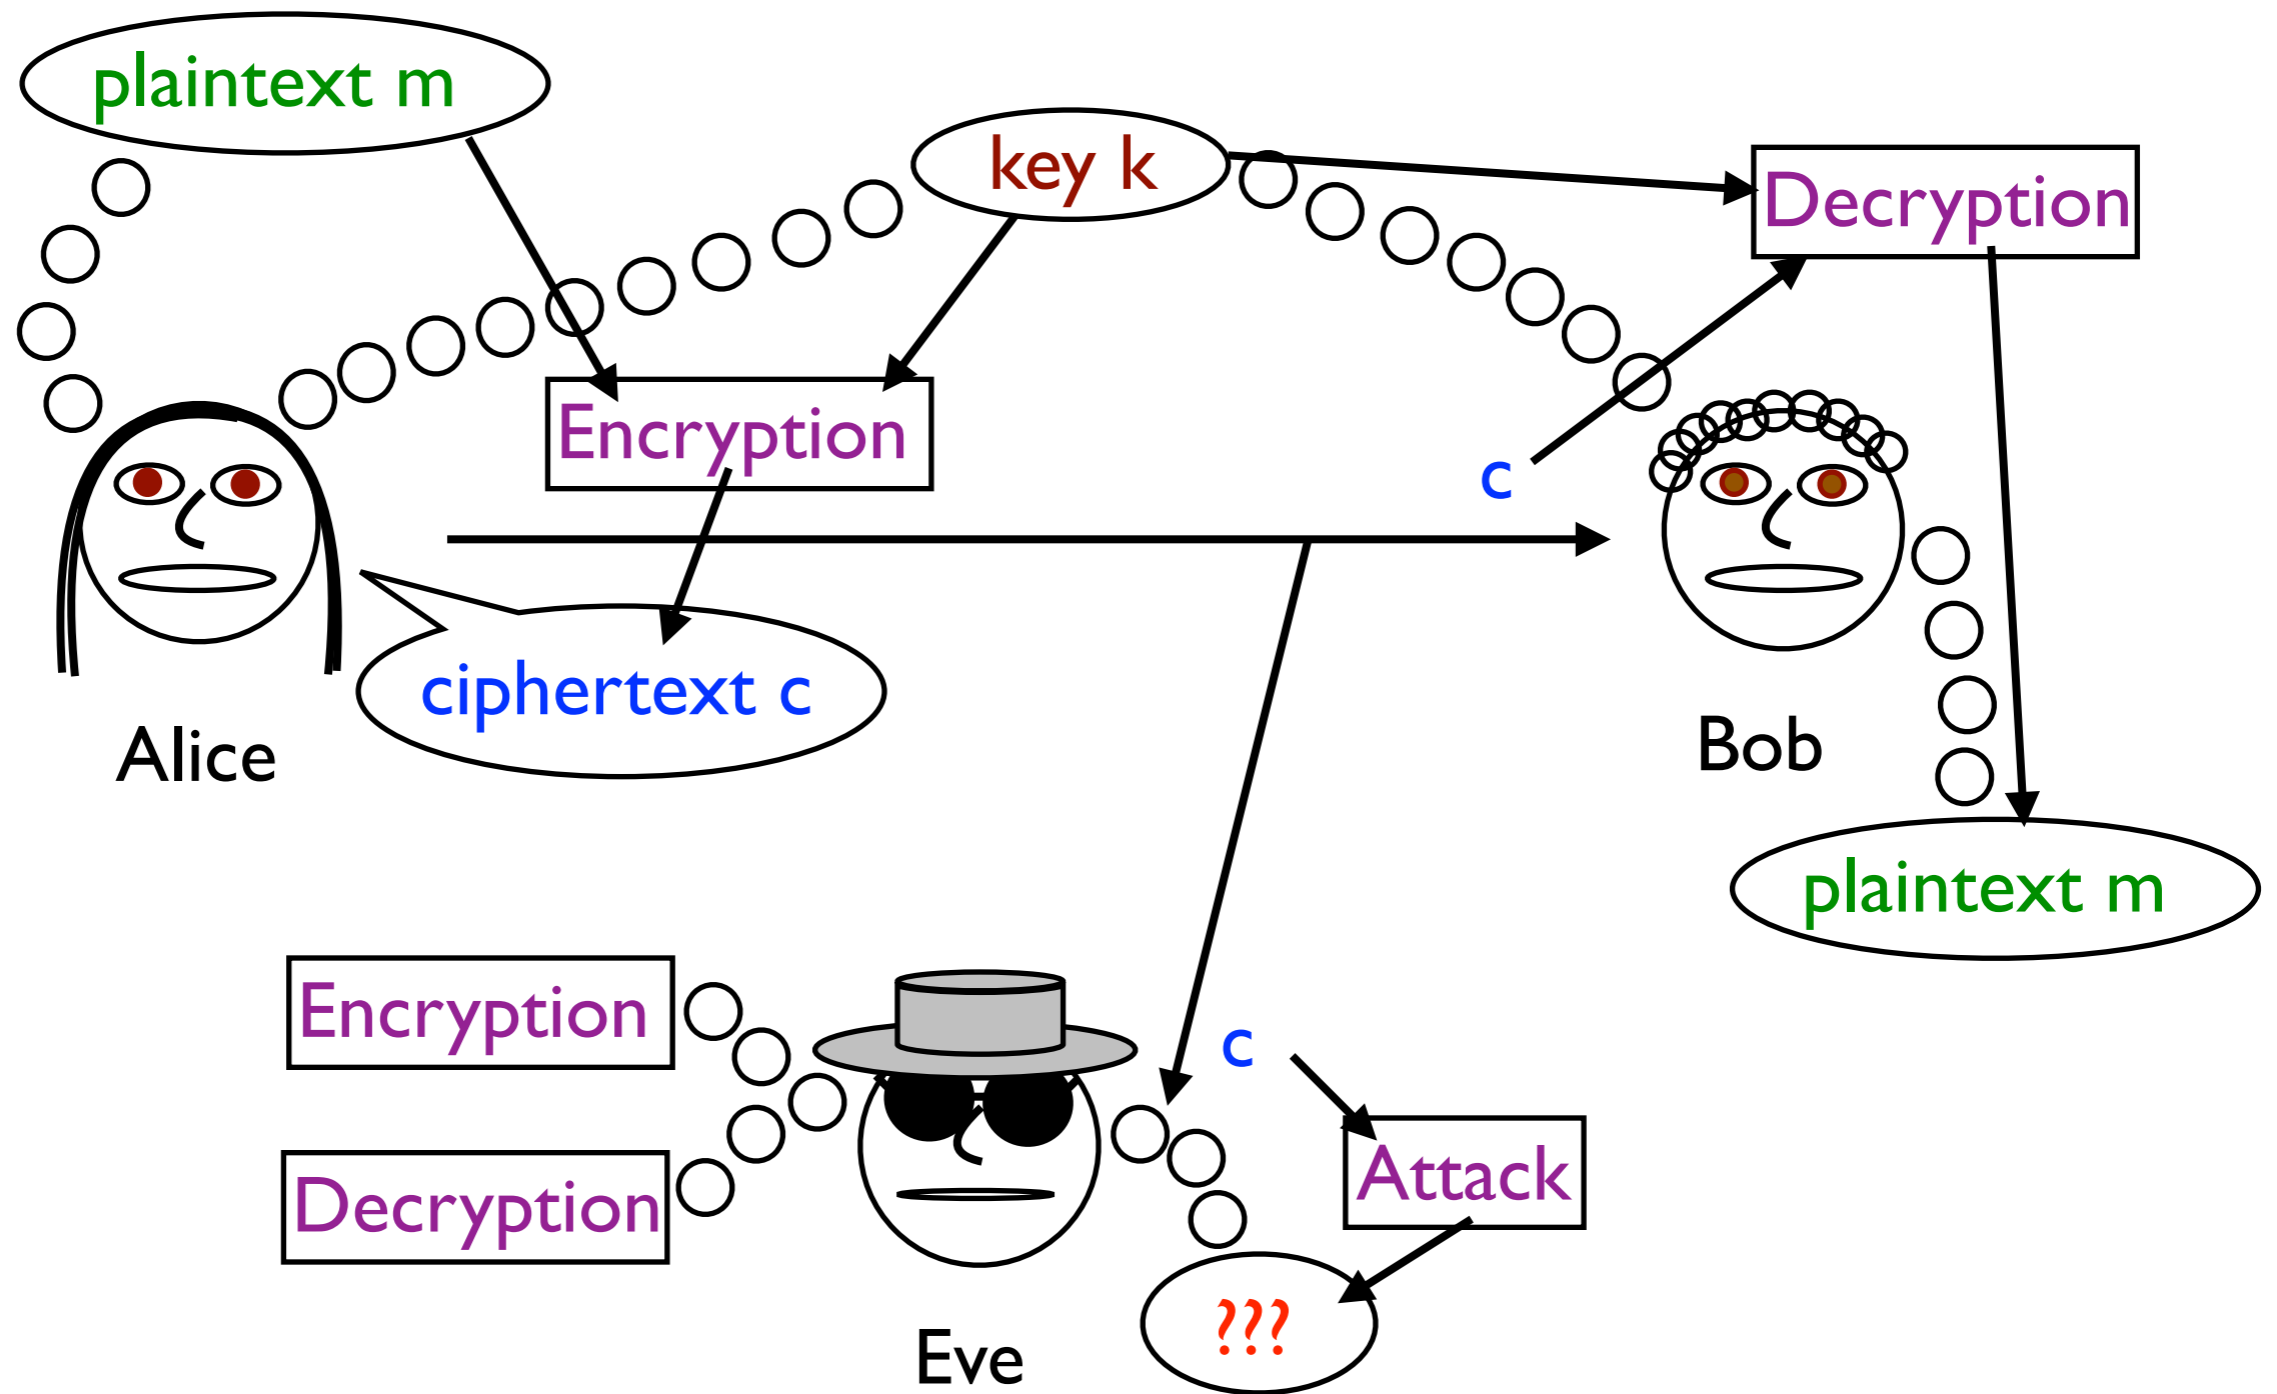 plaintext m
key k
Decryption
Encryption
c
ciphertext c
Alice
Bob
plaintext m
Encryption
c
Decryption
Attack
???
Eve